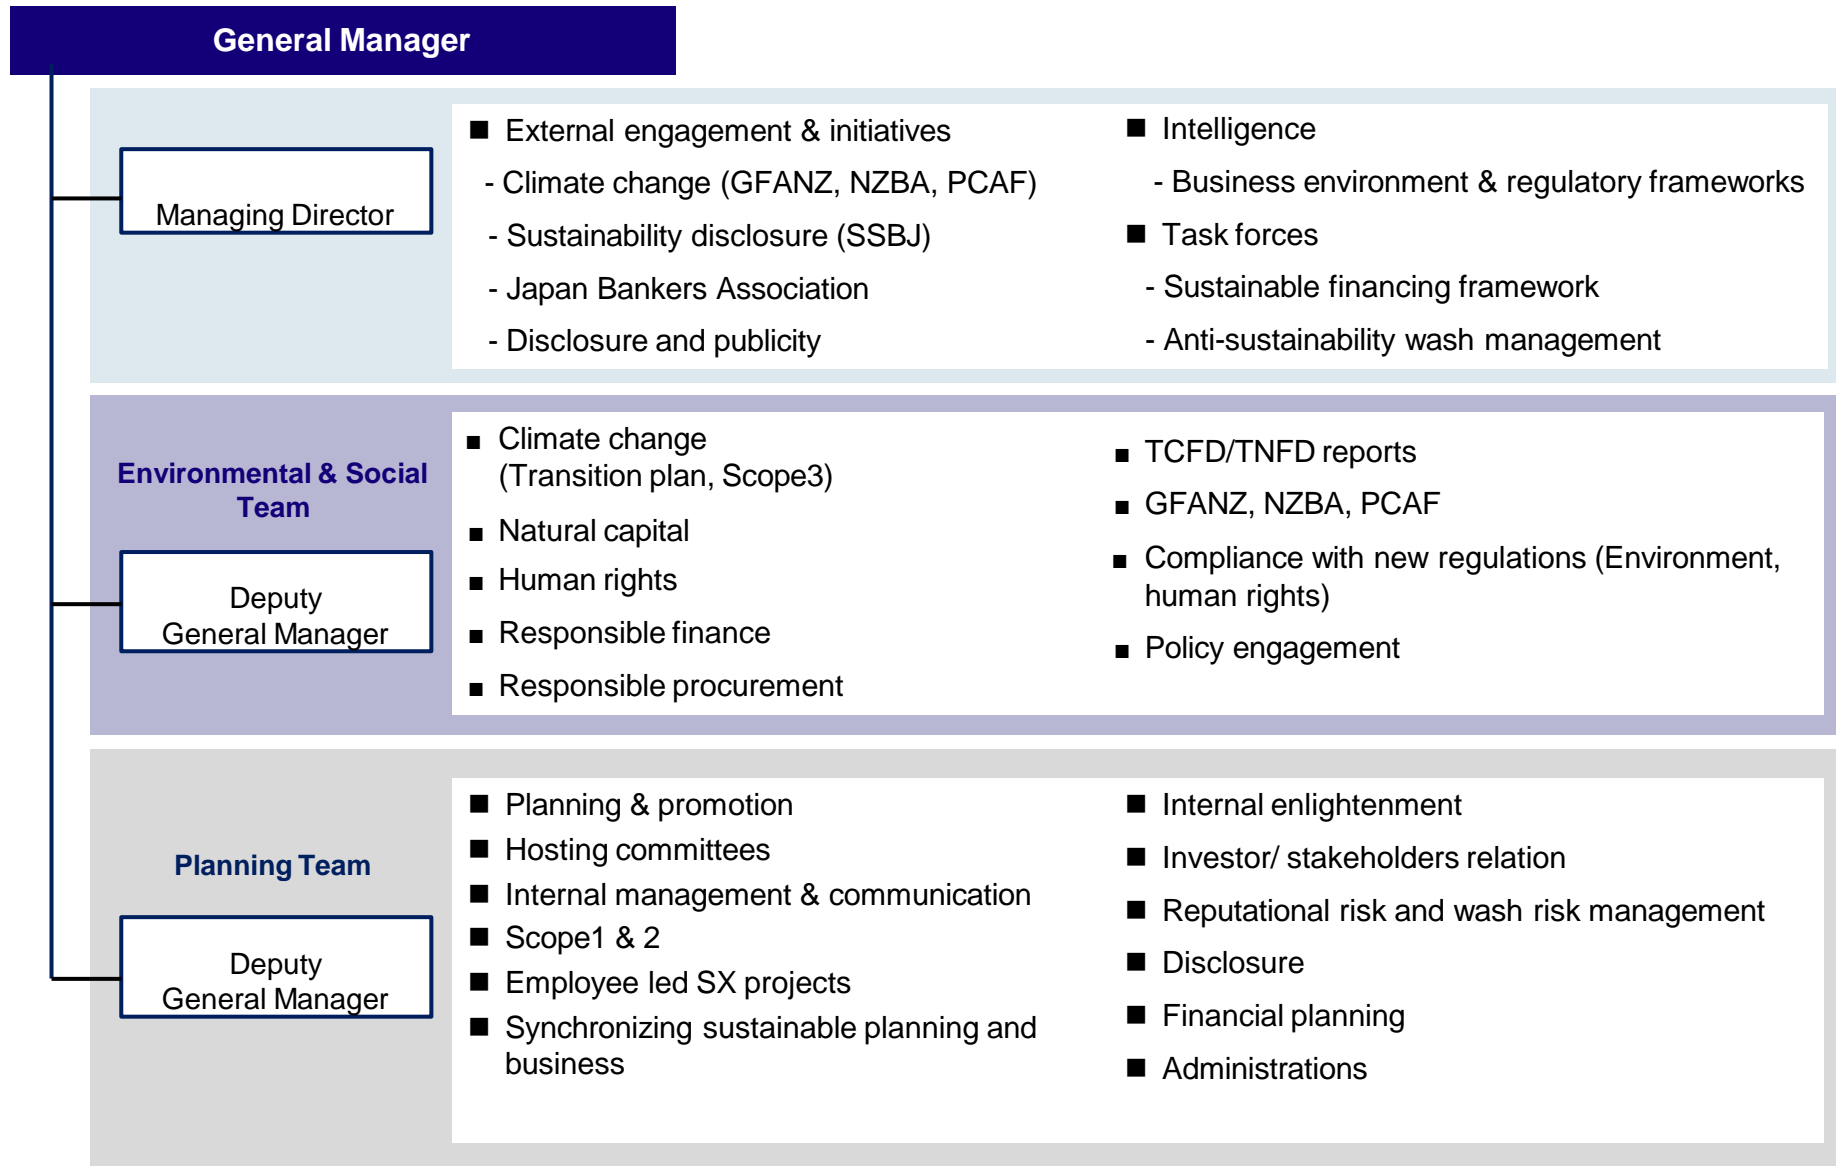 General Manager
Managing Director
■ External engagement & initiatives
- Climate change (GFANZ, NZBA, PCAF)
- Sustainability disclosure (SSBJ)
- Japan Bankers Association
- Disclosure and publicity
■ Intelligence
- Business environment & regulatory frameworks
■ Task forces
- Sustainable financing framework
- Anti-sustainability wash management
Environmental & Social
Team
Deputy
General Manager
■ Climate change
(Transition plan, Scope3)
■ Natural capital
■ Human rights
■ Responsible finance
■ Responsible procurement
■ TCFD/TNFD reports
■ GFANZ, NZBA, PCAF
■ Compliance with new regulations (Environment,
human rights)
■ Policy engagement
Planning Team
Deputy
General Manager
■ Planning & promotion
■ Hosting committees
■ Internal management & communication
■ Scope1 & 2
■ Employee led SX projects
■ Synchronizing sustainable planning and
business
■ Internal enlightenment
■ Investor/ stakeholders relation
■ Reputational risk and wash risk management
■ Disclosure
■ Financial planning
■ Administrations